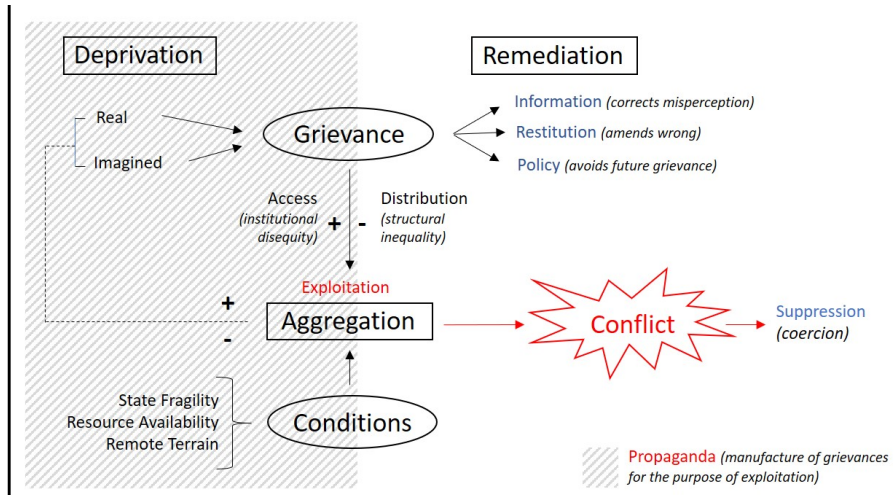 Deprivation
Remediation
Real
Imagined
Grievance
Information (corrects misperception)
Restitution (amends wrong)
Policy (avoids future grievance)
Access
(institutional
disequity)
+
-
Distribution
(structural
inequality)
Exploitation
+
-
Aggregation
Conflict
Suppression
(coercion)
State Fragility
Resource Availability
Remote Terrain
Conditions
Propaganda (manufacture of grievances
for the purpose of exploitation)